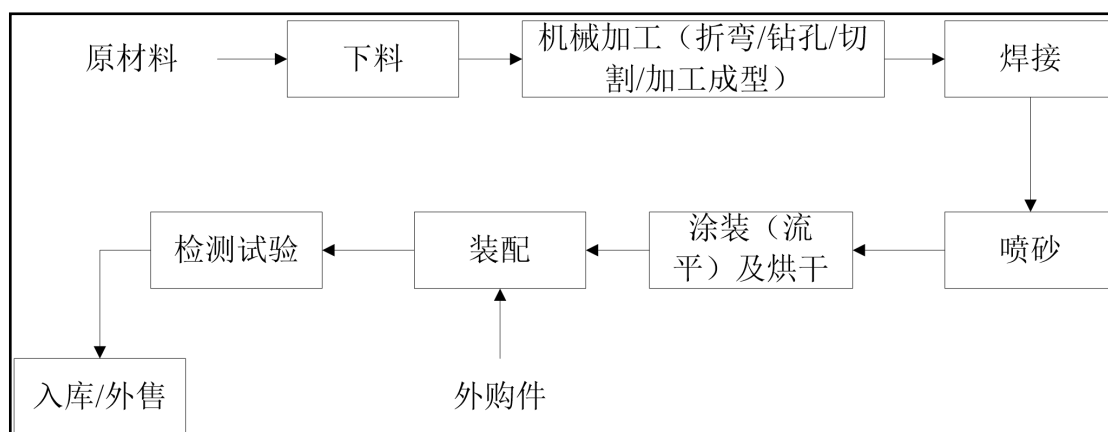 原材料
下料
机械加工（折弯/钻孔/切
割/加工成型）
焊接
喷砂
涂装（流
平）及烘干
装配
检测试验
入库/外售
外购件